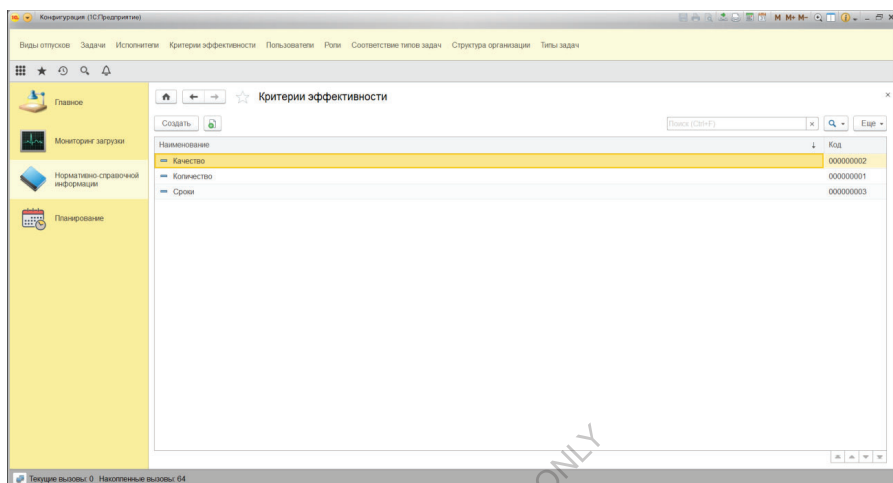 Конфигурация (1С:Предприятие)
M M+ M-
Виды отпусков Задачи Исполнители Критерии эффективности Пользователи Роли Соответствие типов задач Структура организации Типы задач
Главное
Мониторинг загрузки
Нормативно-справочной
информации
Планирование
Критерии эффективности
Создать
Поиск (Ctrl+F)
Еще
Наименование Код
Качество 000000002
Количество 000000001
Сроки 000000003
Текущие вызовы: 0 Накопленные вызовы: 64
ONLY